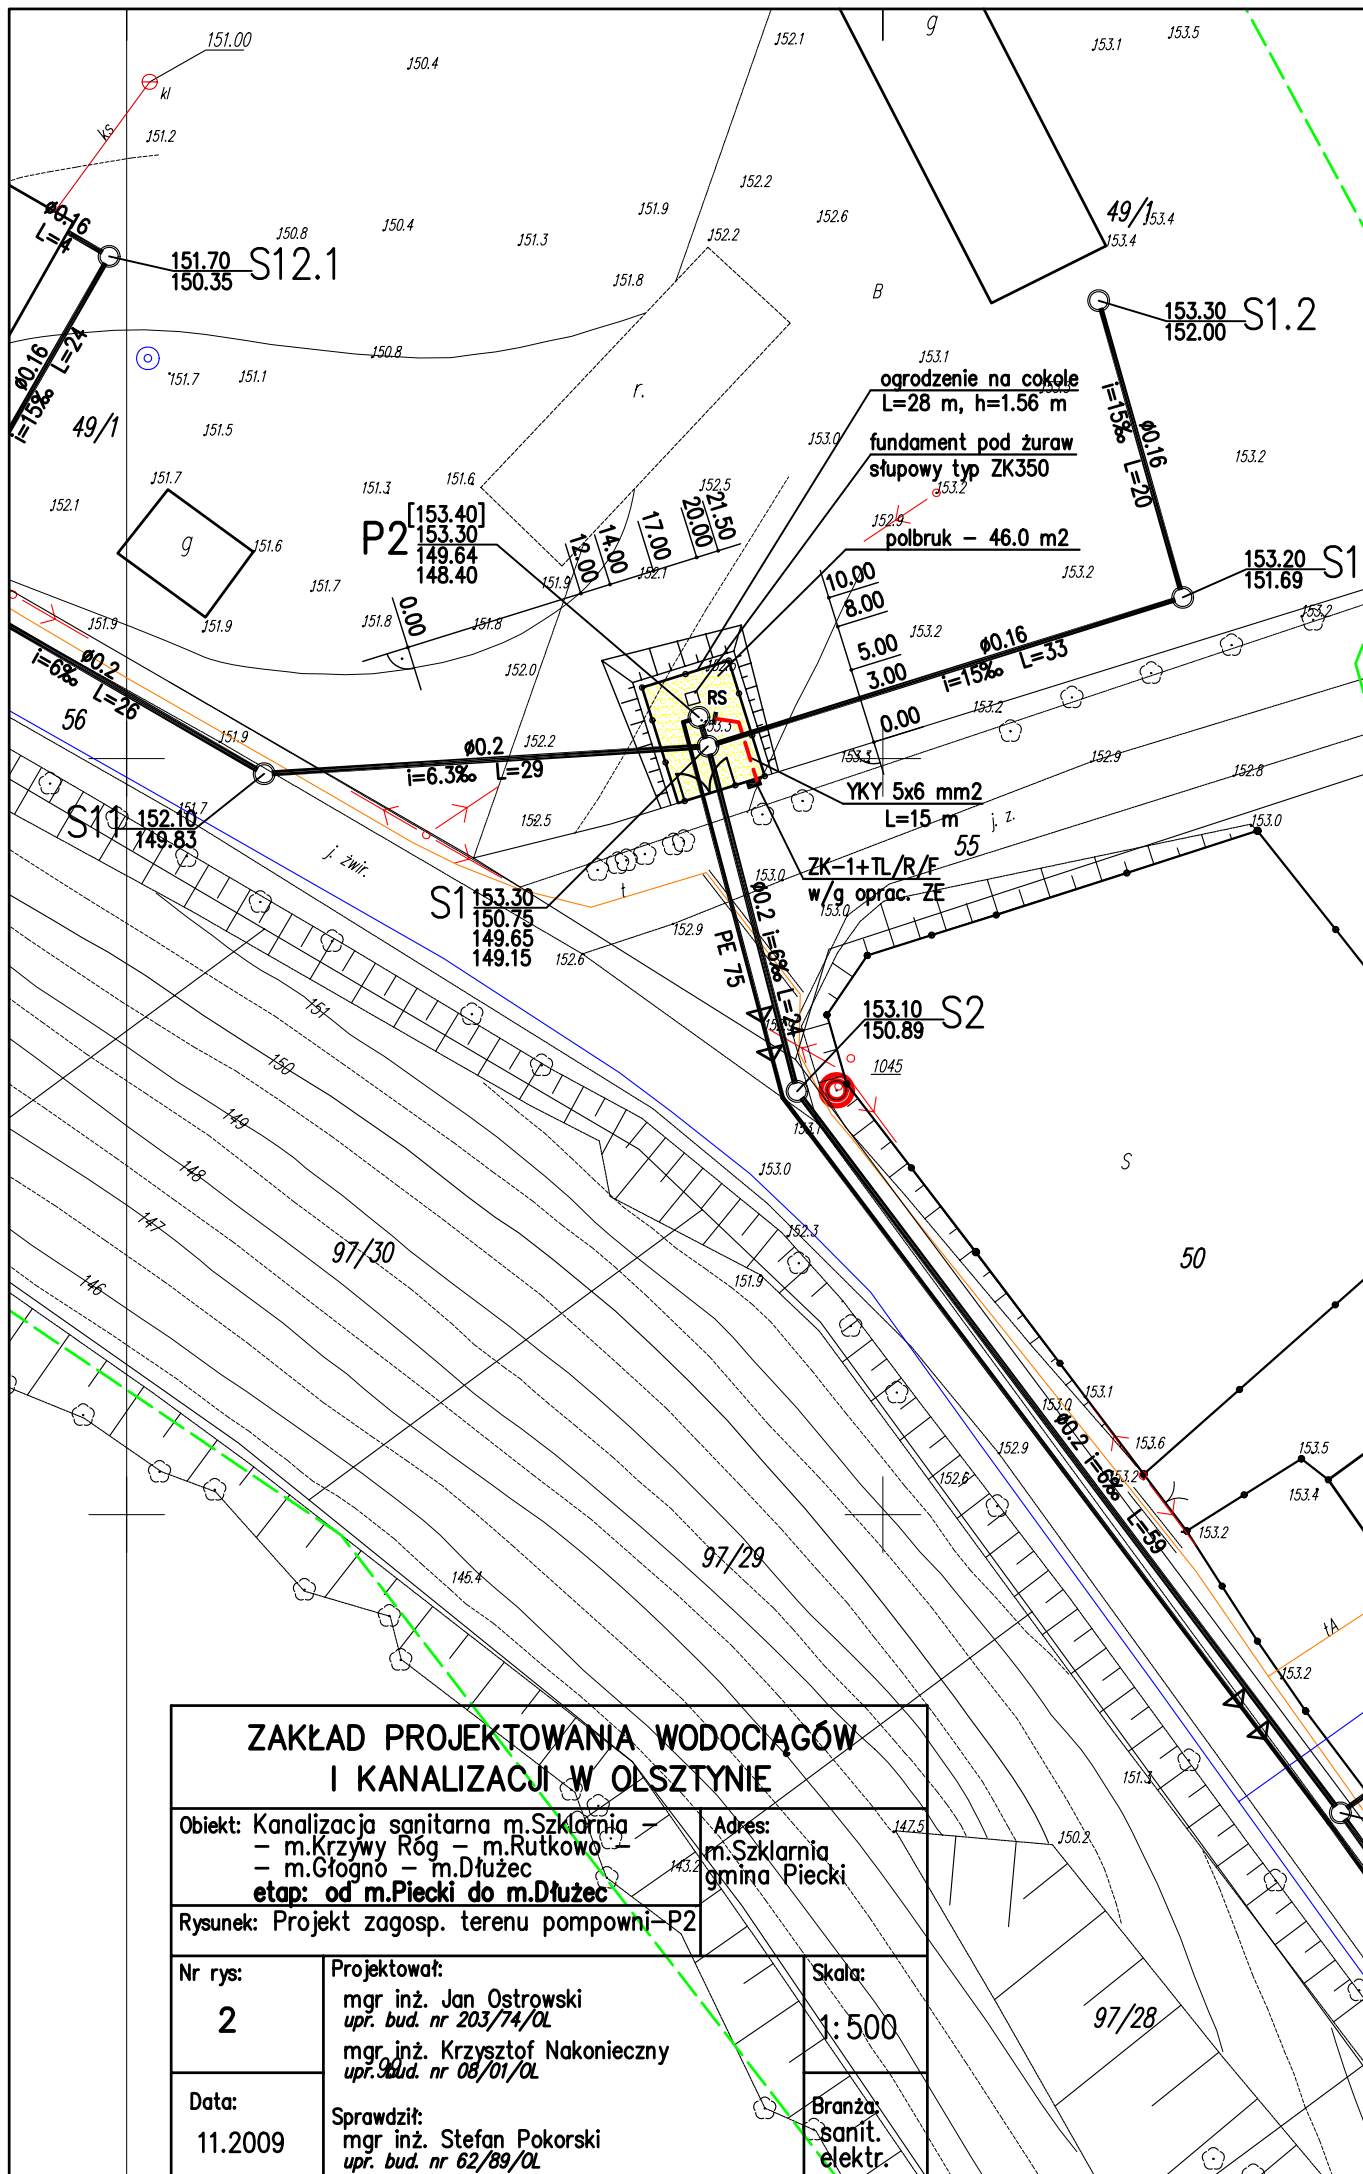 151.00
150.4
152.1
g
153.1
153.5
kl
ks
151.2
152.2
151.9
152.6
49/1
153.4
153.4
ø0.16
L=4
150.8
150.4
151.3
152.2
151.70
150.35
S12.1
151.8
B
153.30
152.00
S1.2
ø0.16
L=24
i=15‰
150.8
151.7
151.1
r.
153.1
ogrodzenie na cokole
L=28 m, h=1.56 m
i=15‰
ø0.16
L=20
49/1
151.5
153.0
fundament pod żuraw
słupowy typ ZK350
153.2
151.7
151.3
151.6
152.5
153.2
152.1
[153.40]
P2
153.30
149.64
148.40
12.00
14.00
17.00
20.00
21.50
152.9
polbruk – 46.0 m2
g
151.6
151.7
151.9
152.1
10.00
8.00
5.00
3.00
0.00
153.2
153.20
151.69
S1
0.00
151.9
151.9
151.8
151.8
152.0
153.2
153.2
ø0.16
i=15‰
L=33
ø0.2
i=6‰
L=26
RS
153.3
56
151.9
ø0.2
152.2
i=6.3‰
L=29
153.2
153.3
152.9
152.8
151.7
S11
152.10
149.83
152.5
YKY 5x6 mm2
L=15 m
j. z.
55
153.0
j. żwir.
153.0
ZK-1+TL/R/F
w/g oprac. ZE
153.0
S1
153.30
150.75
149.65
149.15
t
152.9
152.6
PE 75
ø0.2
i=6‰
L=24
153.10
150.89
S2
151
150
149
148
147
146
1045
153.1
153.0
S
152.3
97/30
151.9
50
153.1
153.0
ø0.2 i=6‰
L=59
153.6
153.2
152.9
152.6
153.5
153.4
153.2
97/29
145.4
tA
153.2
151.3
147.5
150.2
143.2
97/28
99
ZAKŁAD PROJEKTOWANIA WODOCIĄGÓW
I KANALIZACJI W OLSZTYNIE
Obiekt: Kanalizacja sanitarna m.Szklarnia –
– m.Krzywy Róg – m.Rutkowo –
– m.Głogno – m.Dłużec
etap: od m.Piecki do m.Dłużec
Adres:
m.Szklarnia
gmina Piecki
Rysunek: Projekt zagosp. terenu pompowni-P2
Nr rys:
2
Projektował:
mgr inż. Jan Ostrowski
upr. bud. nr 203/74/OL
mgr inż. Krzysztof Nakonieczny
upr. bud. nr 08/01/OL
Skala:
1:500
Data:
11.2009
Sprawdził:
mgr inż. Stefan Pokorski
upr. bud. nr 62/89/OL
Branża:
sanit.
elektr.